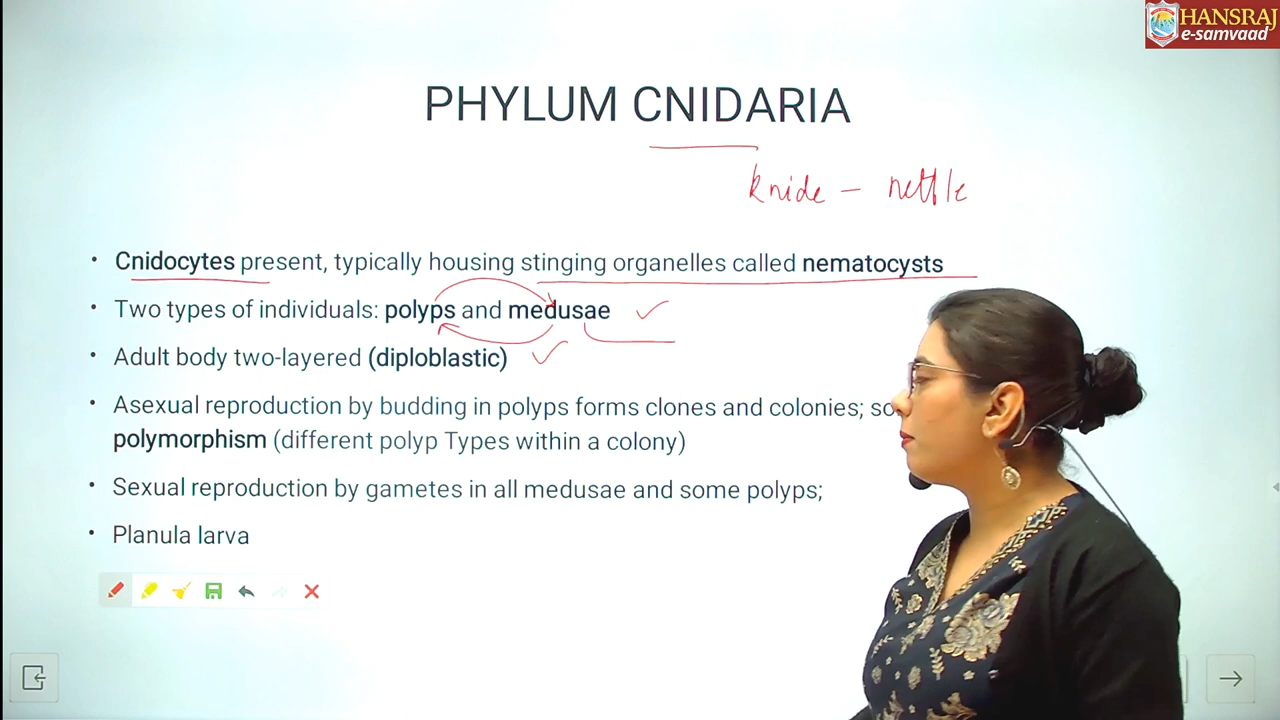 HANSRAJ
e-samvaad
PHYLUM CNIDARIA
knide – nettle
• Cnidocytes present, typically housing stinging organelles called nematocysts
• Two types of individuals: polyps and medusae ✓
• Adult body two-layered (diploblastic) ✓
• Asexual reproduction by budding in polyps forms clones and colonies;
polymorphism (different polyp Types within a colony)
• Sexual reproduction by gametes in all medusae and some polyps;
• Planula larva